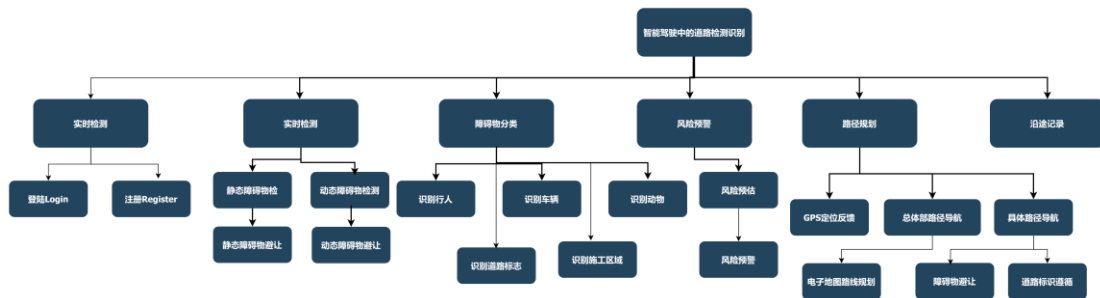 智能驾驶中的道路检测识别
实时检测
实时检测
障碍物分类
风险预警
路径规划
沿途记录
登陆Login
注册Register
静态障碍物检
动态障碍物检测
识别行人
识别车辆
识别动物
风险预估
GPS定位反馈
总体部路径导航
具体路径导航
静态障碍物避让
动态障碍物避让
识别道路标志
识别施工区域
风险预警
电子地图路线规划
障碍物避让
道路标识遵循